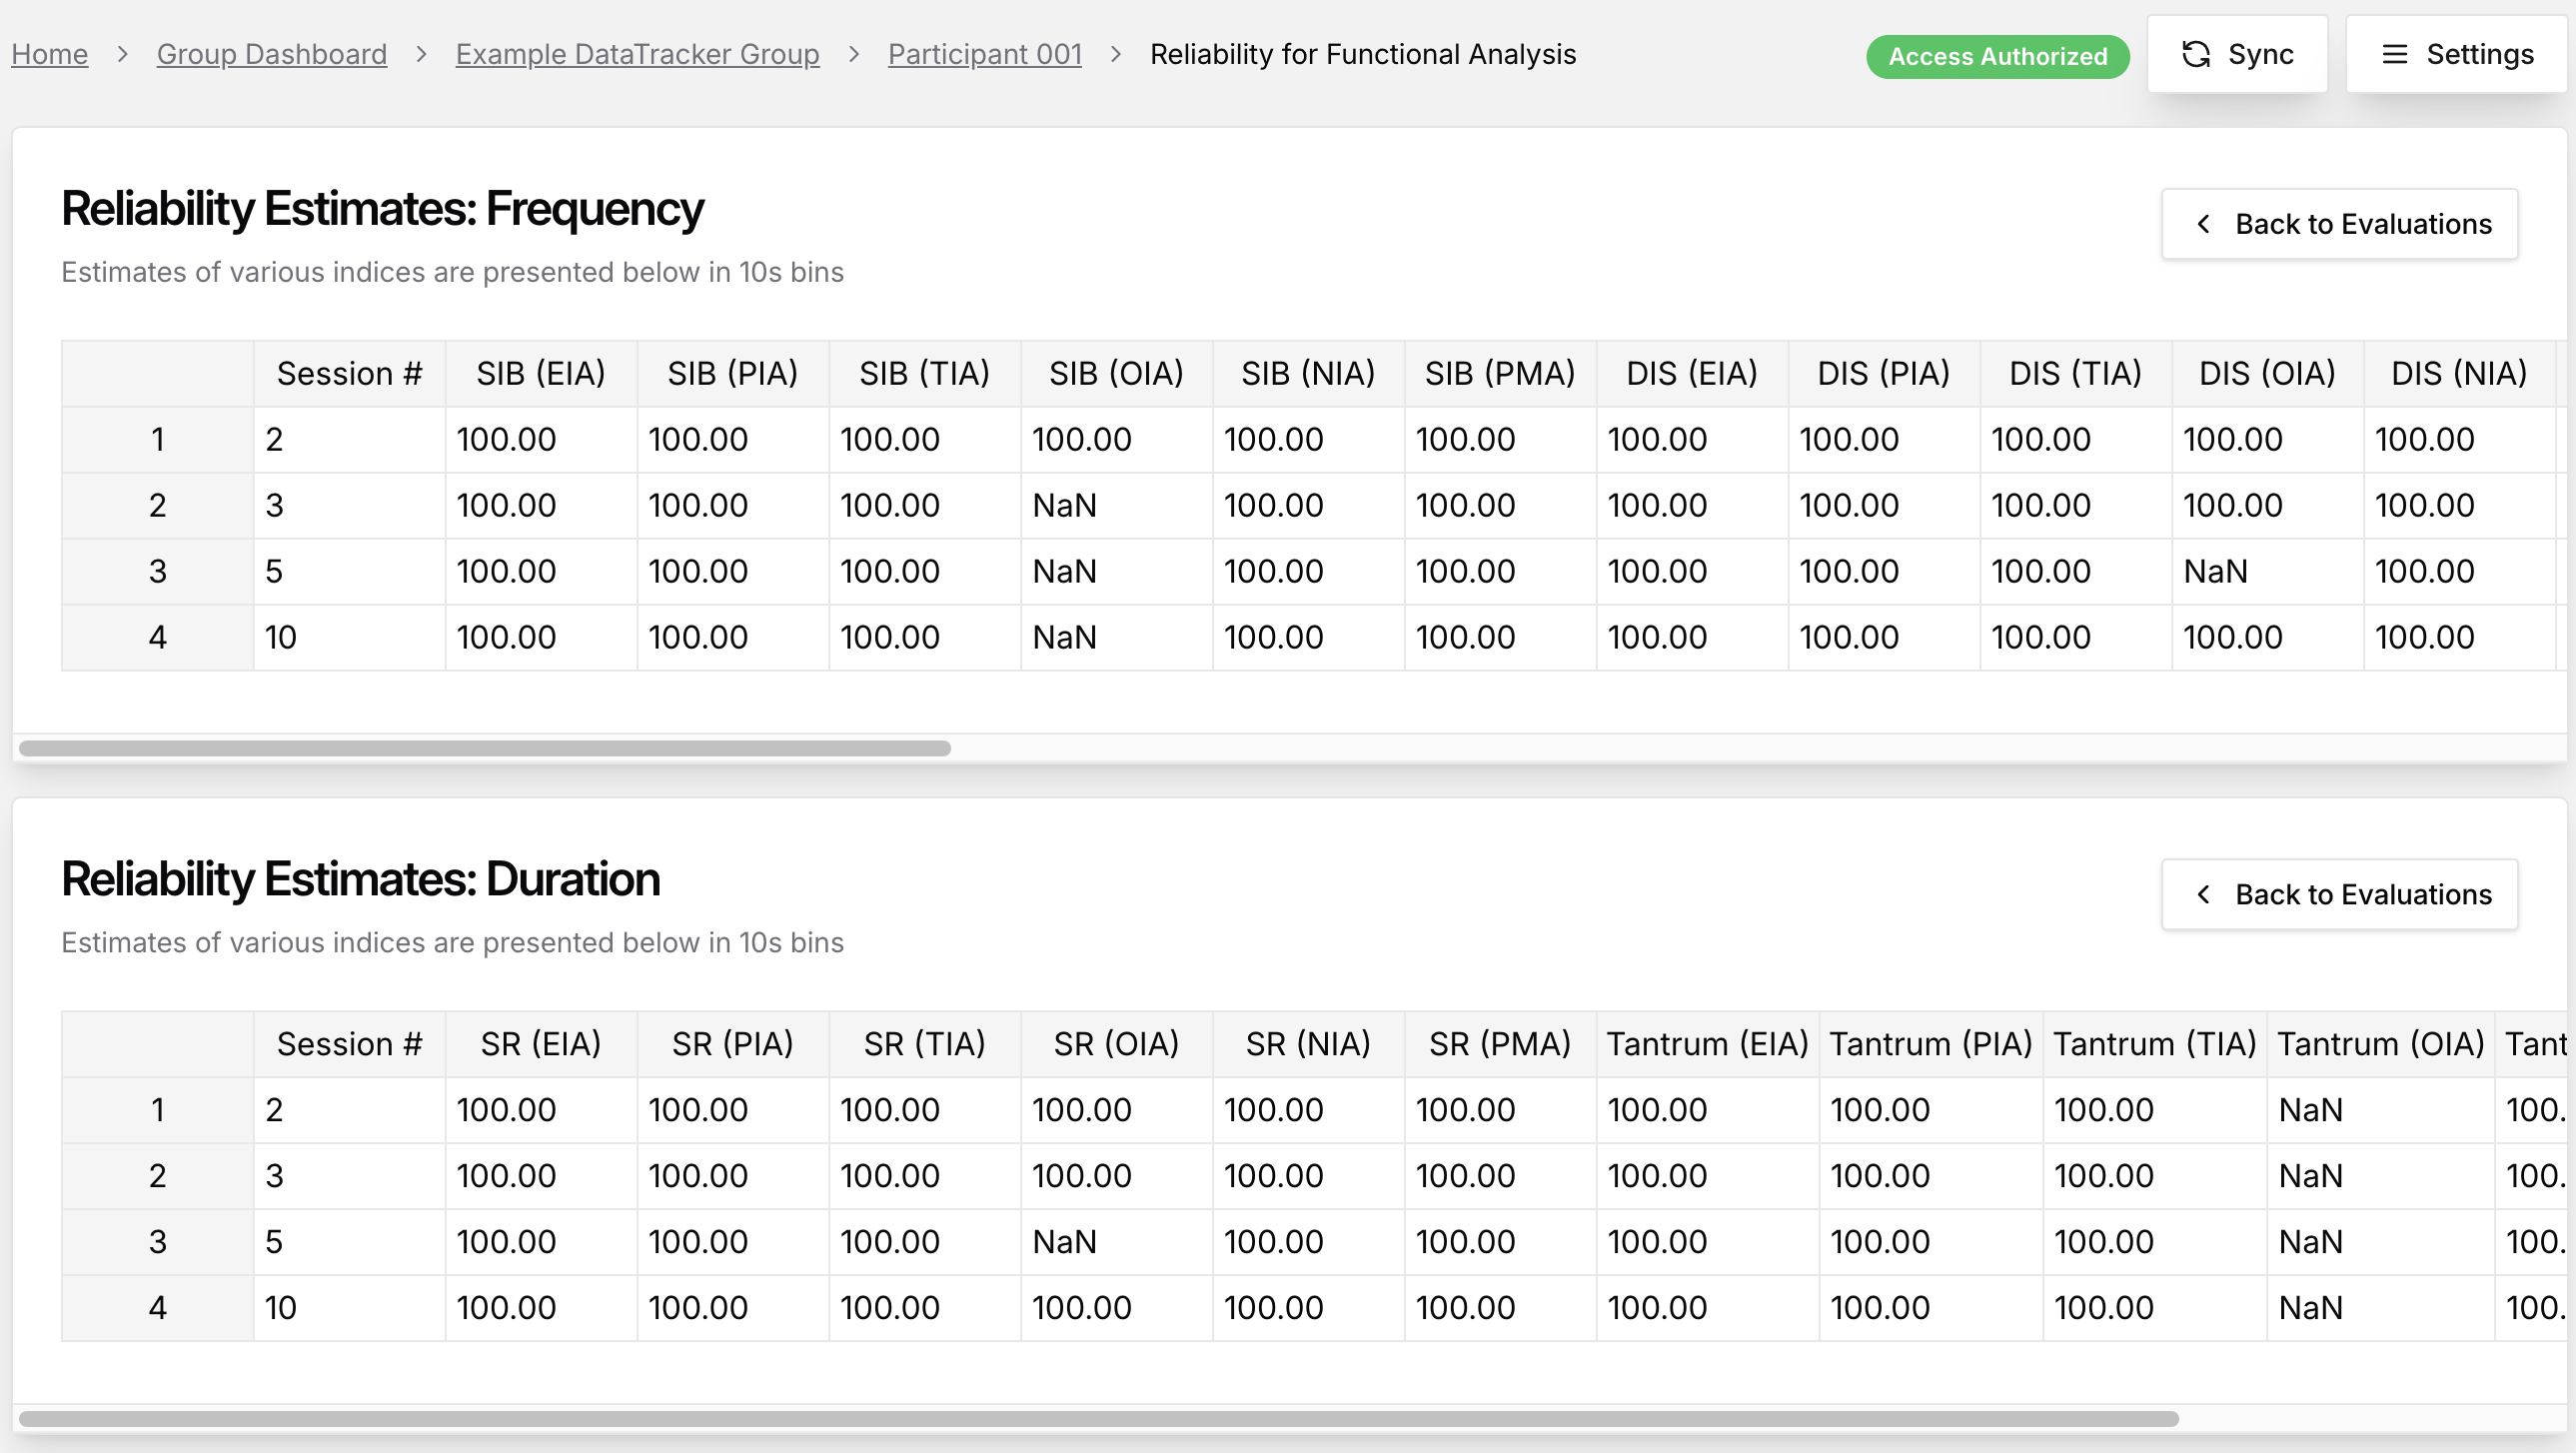 Home > Group Dashboard > Example DataTracker Group > Participant 001 > Reliability for Functional Analysis Access Authorized Sync Settings
Reliability Estimates: Frequency
Back to Evaluations
Estimates of various indices are presented below in 10s bins
Session # SIB (EIA) SIB (PIA) SIB (TIA) SIB (OIA) SIB (NIA) SIB (PMA) DIS (EIA) DIS (PIA) DIS (TIA) DIS (OIA) DIS (NIA)
1 2 100.00 100.00 100.00 100.00 100.00 100.00 100.00 100.00 100.00 100.00 100.00
2 3 100.00 100.00 100.00 NaN 100.00 100.00 100.00 100.00 100.00 100.00 100.00
3 5 100.00 100.00 100.00 NaN 100.00 100.00 100.00 100.00 100.00 NaN 100.00
4 10 100.00 100.00 100.00 NaN 100.00 100.00 100.00 100.00 100.00 100.00 100.00
Reliability Estimates: Duration
Back to Evaluations
Estimates of various indices are presented below in 10s bins
Session # SR (EIA) SR (PIA) SR (TIA) SR (OIA) SR (NIA) SR (PMA) Tantrum (EIA) Tantrum (PIA) Tantrum (TIA) Tantrum (OIA) Tant
1 2 100.00 100.00 100.00 100.00 100.00 100.00 100.00 100.00 100.00 NaN 100.
2 3 100.00 100.00 100.00 100.00 100.00 100.00 100.00 100.00 100.00 NaN 100.
3 5 100.00 100.00 100.00 NaN 100.00 100.00 100.00 100.00 100.00 NaN 100.
4 10 100.00 100.00 100.00 100.00 100.00 100.00 100.00 100.00 100.00 NaN 100.